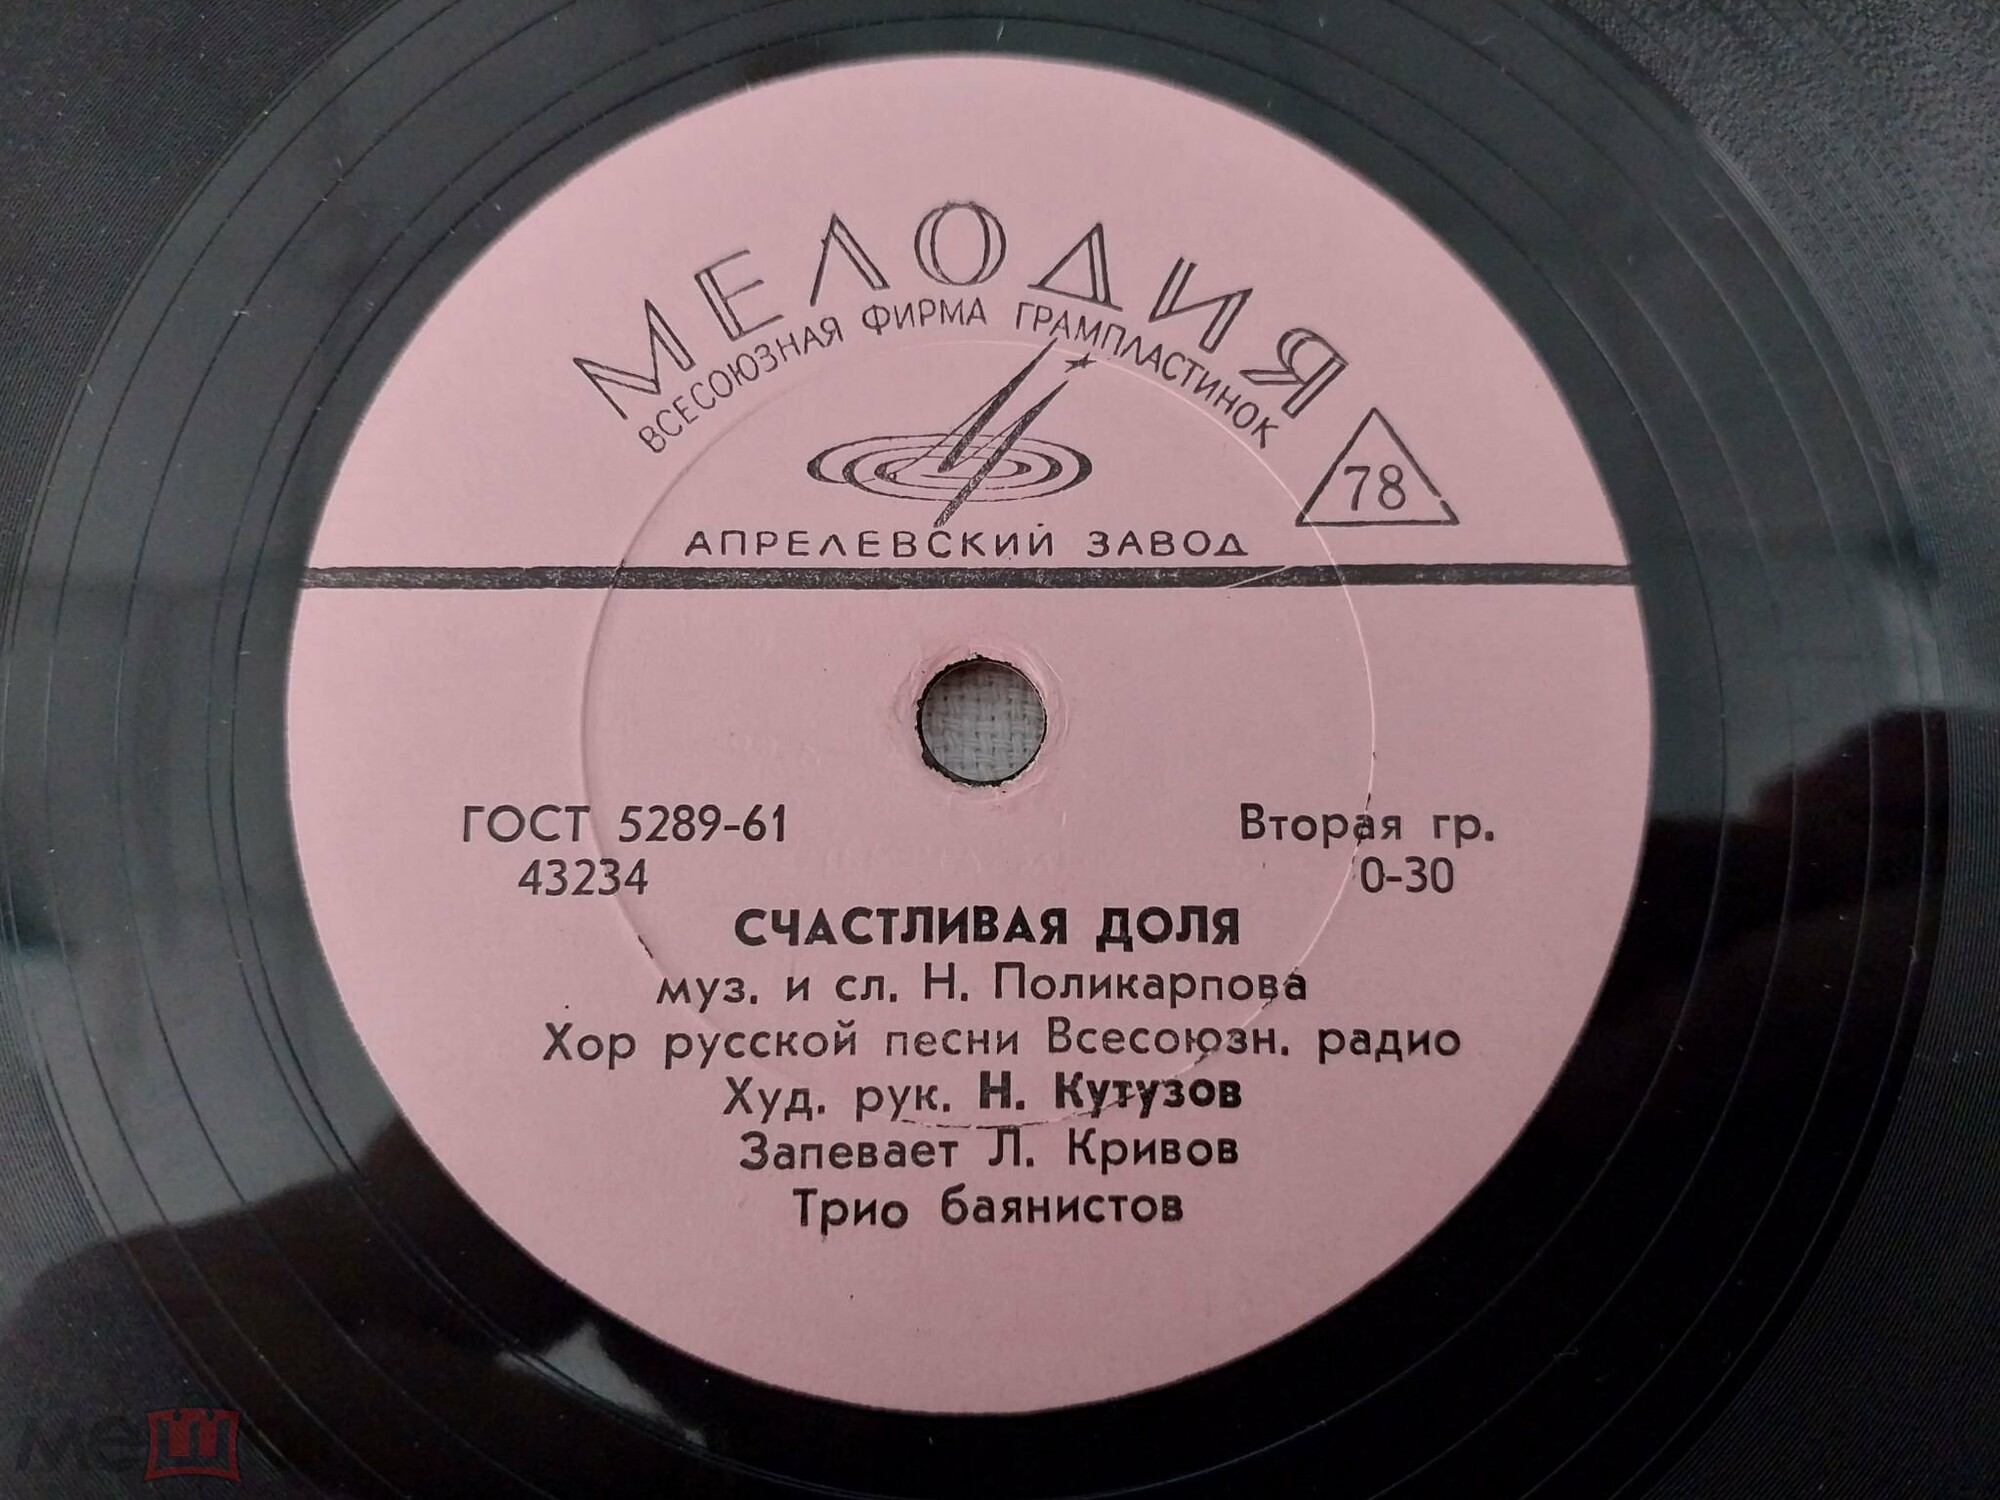 МЕЛОДИЯ
ВСЕСОЮЗНАЯ ФИРМА ГРАМПЛАСТИНОК
78
АПРЕЛЕВСКИЙ ЗАВОД
ГОСТ 5289-61 Вторая гр.
43234 0-30
СЧАСТЛИВАЯ ДОЛЯ
муз. и сл. Н. Поликарпова
Хор русской песни Всесоюзн. радио
Худ. рук. Н. Кутузов
Запевает Л. Кривов
Трио баянистов
мешок